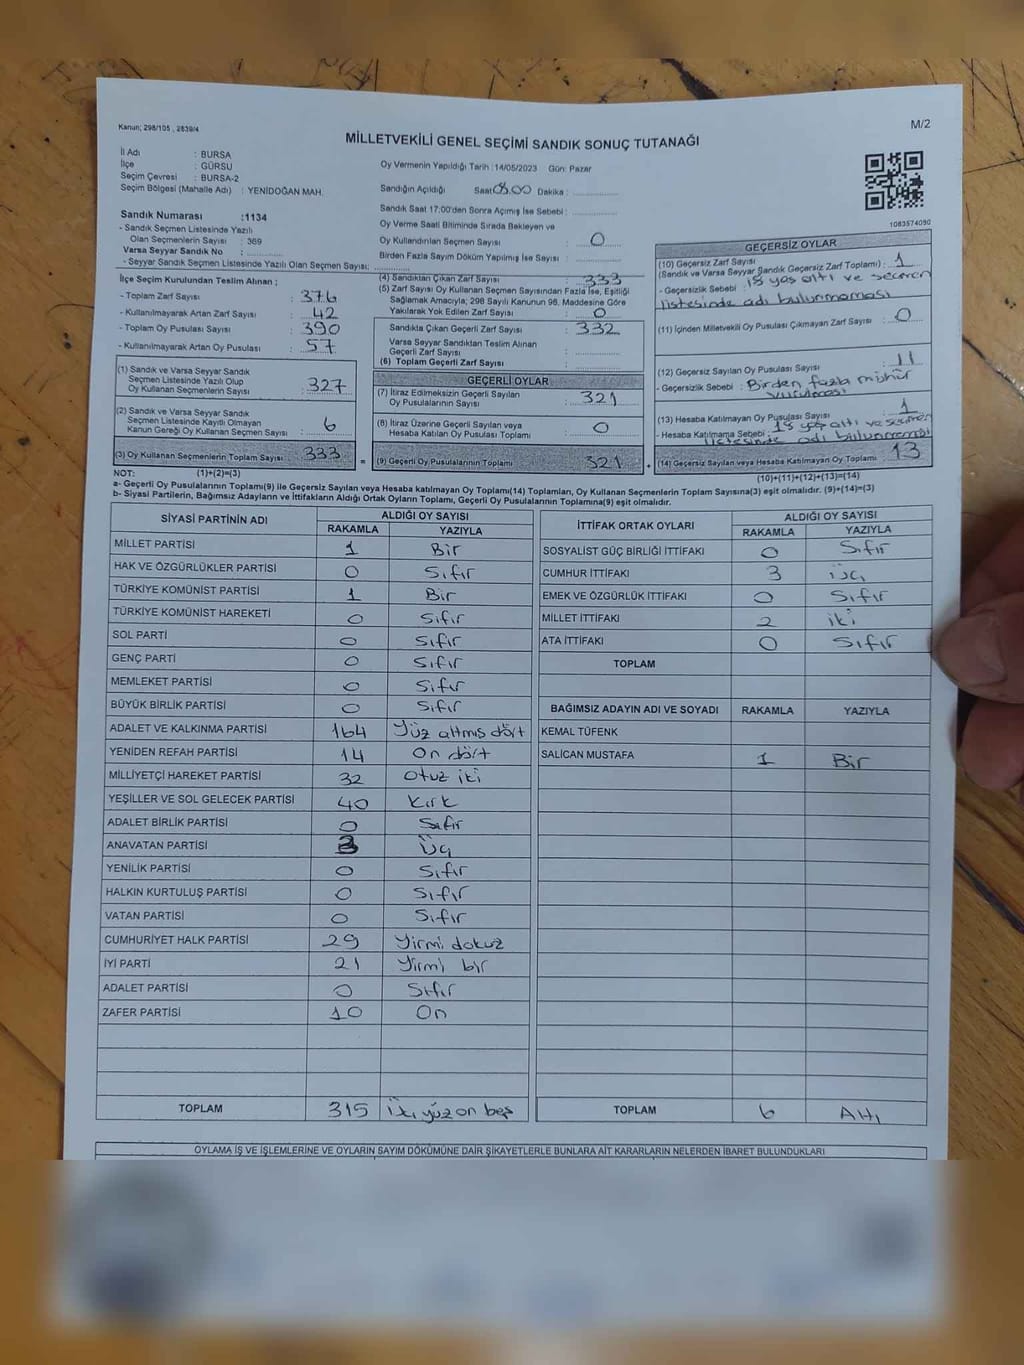 Kanun; 298/105 , 2839/4
M/2
MİLLETVEKİLİ GENEL SEÇİMİ SANDIK SONUÇ TUTANAĞI
İl Adı : BURSA
İlçe : GÜRSU
Seçim Çevresi : BURSA-2
Seçim Bölgesi (Mahalle Adı) : YENİDOĞAN MAH.
Sandık Numarası :1134
- Sandık Seçmen Listesinde Yazılı
Olan Seçmenlerin Sayısı : 369
Varsa Seyyar Sandık No :
- Seyyar Sandık Seçmen Listesinde Yazılı Olan Seçmen Sayısı;
Oy Vermenin Yapıldığı Tarih :14/05/2023 Gün: Pazar
Sandığın Açıldığı Saat 08.00 Dakika :
Sandık Saat 17:00'den Sonra Açımış İse Sebebi :
Oy Verme Saati Bitiminde Sırada Bekleyen ve
Oy Kullandırılan Seçmen Sayısı : 0
Birden Fazla Sayım Döküm Yapılmış İse Sayısı :
1083574090
İlçe Seçim Kurulundan Teslim Alınan ;
- Toplam Zarf Sayısı : 376
- Kullanılmayarak Artan Zarf Sayısı : 42
- Toplam Oy Pusulası Sayısı : 390
- Kullanılmayarak Artan Oy Pusulası : 57
(1) Sandık ve Varsa Seyyar Sandık
Seçmen Listesinde Yazılı Olup
Oy Kullanan Seçmenlerin Sayısı : 327
(2) Sandık ve Varsa Seyyar Sandık
Seçmen Listesinde Kayıtlı Olmayan
Kanun Gereği Oy Kullanan Seçmen Sayısı : 6
(3) Oy Kullanan Seçmenlerin Toplam Sayısı : 333
(4) Sandıktan Çıkan Zarf Sayısı : 333
(5) Zarf Sayısı Oy Kullanan Seçmen Sayısından Fazla İse, Eşitliği
Sağlamak Amacıyla; 298 Sayılı Kanunun 98. Maddesine Göre
Yakılarak Yok Edilen Zarf Sayısı : 0
Sandıkta Çıkan Geçerli Zarf Sayısı : 332
Varsa Seyyar Sandıktan Teslim Alınan
Geçerli Zarf Sayısı :
(6) Toplam Geçerli Zarf Sayısı :
GEÇERLİ OYLAR
(7) İtiraz Edilmeksizin Geçerli Sayılan
Oy Pusulalarının Sayısı : 321
(8) İtiraz Üzerine Geçerli Sayılan veya
Hesaba Katılan Oy Pusulası Toplamı : 0
= (9) Geçerli Oy Pusulalarının Toplamı 321 +
GEÇERSİZ OYLAR
(10) Geçersiz Zarf Sayısı
(Sandık ve Varsa Seyyar Sandık Geçersiz Zarf Toplamı) : 1
- Geçersizlik Sebebi : 18 yaş altı ve seçmen
listesinde adı bulunmaması
(11) İçinden Milletvekili Oy Pusulası Çıkmayan Zarf Sayısı : 0
(12) Geçersiz Sayılan Oy Pusulası Sayısı : 11
- Geçersizlik Sebebi : Birden fazla mühür
vurulması
(13) Hesaba Katılmayan Oy Pusulası Sayısı : 1
- Hesaba Katılmama Sebebi : 18 yaş altı ve seçmen
listesinde adı bulunmaması
(14) Geçersiz Sayılan veya Hesaba Katılmayan Oy Toplamı 13
NOT: (1)+(2)=(3)
(10)+(11)+(12)+(13)=(14)
a- Geçerli Oy Pusulalarının Toplamı(9) ile Geçersiz Sayılan veya Hesaba katılmayan Oy Toplamı(14) Toplamları, Oy Kullanan Seçmenlerin Toplam Sayısına(3) eşit olmalıdır. (9)+(14)=(3)
b- Siyasi Partilerin, Bağımsız Adayların ve İttifakların Aldığı Ortak Oyların Toplamı, Geçerli Oy Pusulalarının Toplamına(9) eşit olmalıdır.
SİYASİ PARTİNİN ADI
ALDIĞI OY SAYISI
RAKAMLA YAZIYLA
MİLLET PARTİSİ 1 Bir
HAK VE ÖZGÜRLÜKLER PARTİSİ 0 Sıfır
TÜRKİYE KOMÜNİST PARTİSİ 1 Bir
TÜRKİYE KOMÜNİST HAREKETİ 0 Sıfır
SOL PARTİ 0 Sıfır
GENÇ PARTİ 0 Sıfır
MEMLEKET PARTİSİ 0 Sıfır
BÜYÜK BİRLİK PARTİSİ 0 Sıfır
ADALET VE KALKINMA PARTİSİ 164 Yüz altmış dört
YENİDEN REFAH PARTİSİ 14 On dört
MİLLİYETÇİ HAREKET PARTİSİ 32 Otuz iki
YEŞİLLER VE SOL GELECEK PARTİSİ 40 Kırk
ADALET BİRLİK PARTİSİ 0 Sıfır
ANAVATAN PARTİSİ 3 Üç
YENİLİK PARTİSİ 0 Sıfır
HALKIN KURTULUŞ PARTİSİ 0 Sıfır
VATAN PARTİSİ 0 Sıfır
CUMHURİYET HALK PARTİSİ 29 Yirmi dokuz
İYİ PARTİ 21 Yirmi bir
ADALET PARTİSİ 0 Sıfır
ZAFER PARTİSİ 10 On
TOPLAM 315 İki yüz on beş
İTTİFAK ORTAK OYLARI
ALDIĞI OY SAYISI
RAKAMLA YAZIYLA
SOSYALİST GÜÇ BİRLİĞİ İTTİFAKI 0 Sıfır
CUMHUR İTTİFAKI 3 üç
EMEK VE ÖZGÜRLÜK İTTİFAKI 0 Sıfır
MİLLET İTTİFAKI 2 iki
ATA İTTİFAKI 0 Sıfır
TOPLAM
BAĞIMSIZ ADAYIN ADI VE SOYADI RAKAMLA YAZIYLA
KEMAL TÜFENK
SALİCAN MUSTAFA 1 Bir
TOPLAM 6 Altı
OYLAMA İŞ VE İŞLEMLERİNE VE OYLARIN SAYIM DÖKÜMÜNE DAİR ŞİKAYETLERLE BUNLARA AİT KARARLARIN NELERDEN İBARET BULUNDUKLARI